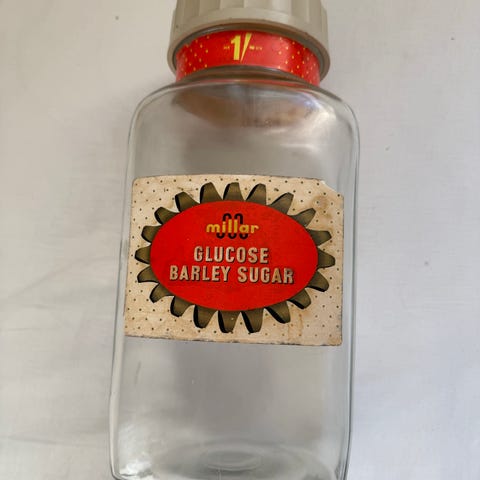 1/
millar
GLUCOSE
BARLEY SUGAR